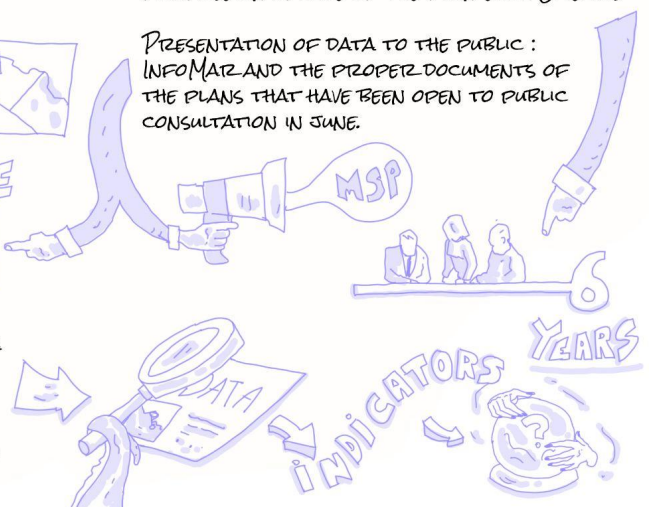 PRESENTATION OF DATA TO THE PUBLIC :
INFOMAR AND THE PROPER DOCUMENTS OF
THE PLANS THAT HAVE BEEN OPEN TO PUBLIC
CONSULTATION IN JUNE.
MSP
6
YEARS
DATA
INDICATORS
?